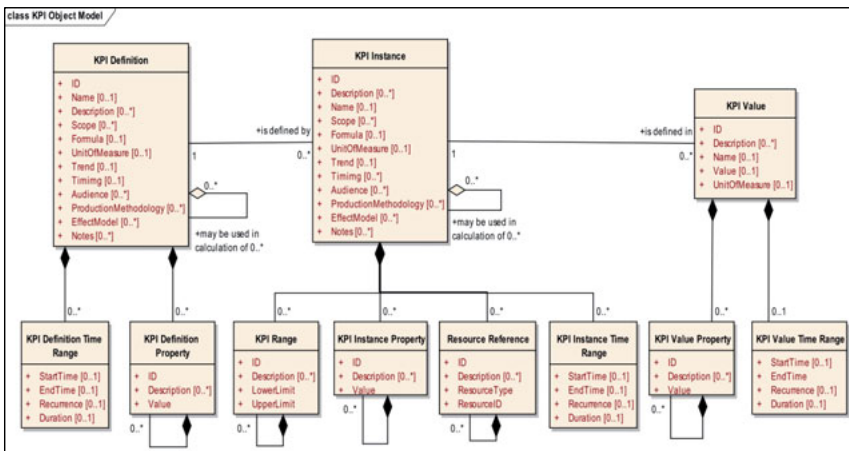 class KPI Object Model
KPI Definition
+ ID
+ Name [0..1]
+ Description [0..*]
+ Scope [0..*]
+ Formula [0..1]
+ UnitOfMeasure [0..1]
+ Trend [0..1]
+ Timimg [0..1]
+ Audience [0..*]
+ ProductionMethodology [0..*]
+ EffectModel [0..*]
+ Notes [0..*]
+is defined by
1
0..*
0..*
+may be used in
calculation of 0..*
KPI Instance
+ ID
+ Description [0..*]
+ Name [0..1]
+ Scope [0..*]
+ Formula [0..1]
+ UnitOfMeasure [0..1]
+ Trend [0..1]
+ Timimg [0..*]
+ Audience [0..*]
+ ProductionMethodology [0..*]
+ EffectModel [0..*]
+ Notes [0..*]
+is defined in
1
0..*
0..*
+may be used in
calculation of 0..*
KPI Value
+ ID
+ Description [0..*]
+ Name [0..1]
+ Value [0..1]
+ UnitOfMeasure [0..1]
0..*
KPI Definition Time
Range
+ StartTime [0..1]
+ EndTime [0..1]
+ Recurrence [0..1]
+ Duration [0..1]
0..*
KPI Definition
Property
+ ID
+ Description [0..*]
+ Value
0..*
0..*
KPI Range
+ ID
+ Description [0..*]
+ LowerLimit
+ UpperLimit
0..*
0..*
KPI Instance Property
+ ID
+ Description [0..*]
+ Value
0..*
0..*
Resource Reference
+ ID
+ Description [0..*]
+ ResourceType
+ ResourceID
0..*
0..*
KPI Instance Time
Range
+ StartTime [0..1]
+ EndTime [0..1]
+ Recurrence [0..1]
+ Duration [0..1]
0..*
KPI Value Property
+ ID
+ Description [0..*]
+ Value
0..*
0..1
KPI Value Time Range
+ StartTime [0..1]
+ EndTime
+ Recurrence [0..1]
+ Duration [0..1]